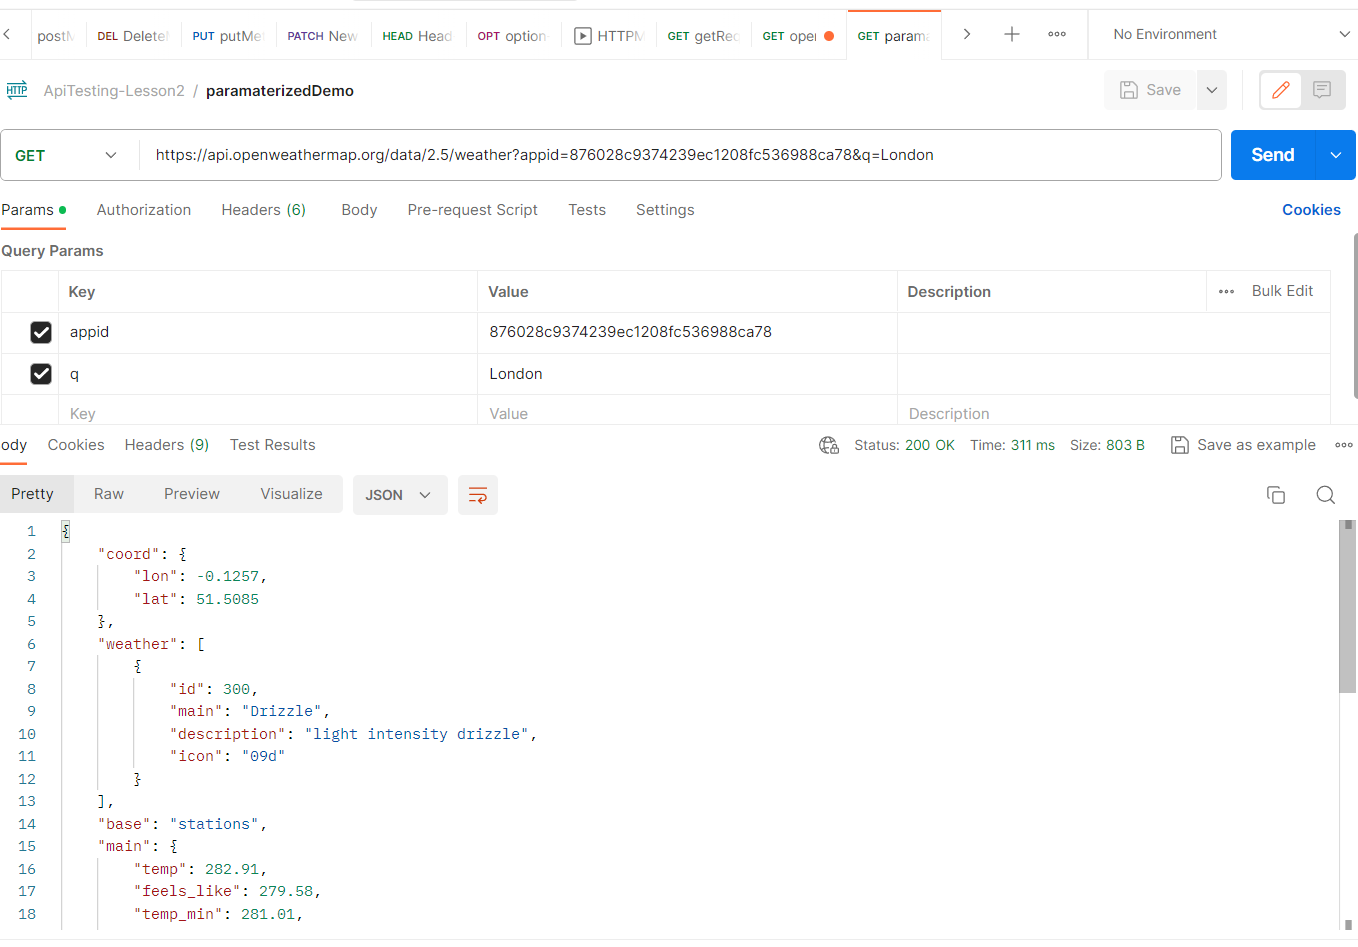 postM DEL Delete PUT putMe PATCH New HEAD Head OPT option HTTPM GET getRec GET ope GET parama No Environment
HTTP ApiTesting-Lesson2 / paramaterizedDemo Save
GET https://api.openweathermap.org/data/2.5/weather?appid=876028c9374239ec1208fc536988ca78&q=London Send
Params Authorization Headers (6) Body Pre-request Script Tests Settings Cookies
Query Params
Key Value Description Bulk Edit
appid 876028c9374239ec1208fc536988ca78
q London
Key Value Description
ody Cookies Headers (9) Test Results Status: 200 OK Time: 311 ms Size: 803 B Save as example
Pretty Raw Preview Visualize JSON
1 {
2 "coord": {
3 "lon": -0.1257,
4 "lat": 51.5085
5 },
6 "weather": [
7 {
8 "id": 300,
9 "main": "Drizzle",
10 "description": "light intensity drizzle",
11 "icon": "09d"
12 }
13 ],
14 "base": "stations",
15 "main": {
16 "temp": 282.91,
17 "feels_like": 279.58,
18 "temp_min": 281.01,